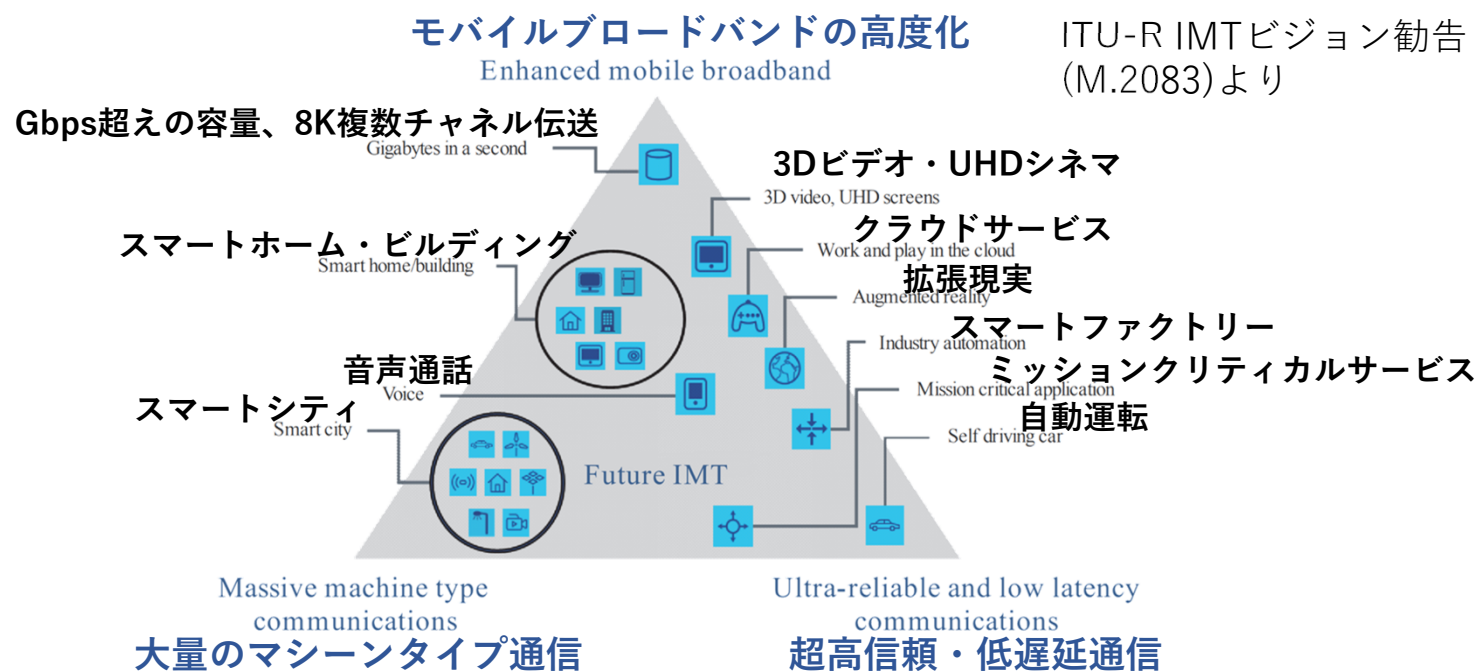 モバイルブロードバンドの高度化
Enhanced mobile broadband
ITU-R IMTビジョン勧告
(M.2083)より
Gbps超えの容量、8K複数チャネル伝送
Gigabytes in a second
3Dビデオ・UHDシネマ
3D video, UHD screens
クラウドサービス
Work and play in the cloud
スマートホーム・ビルディング
Smart home/building
拡張現実
Augmented reality
スマートファクトリー
Industry automation
ミッションクリティカルサービス
Mission critical application
音声通話
Voice
スマートシティ
Smart city
自動運転
Self driving car
Future IMT
Massive machine type
communications
大量のマシーンタイプ通信
Ultra-reliable and low latency
communications
超高信頼・低遅延通信